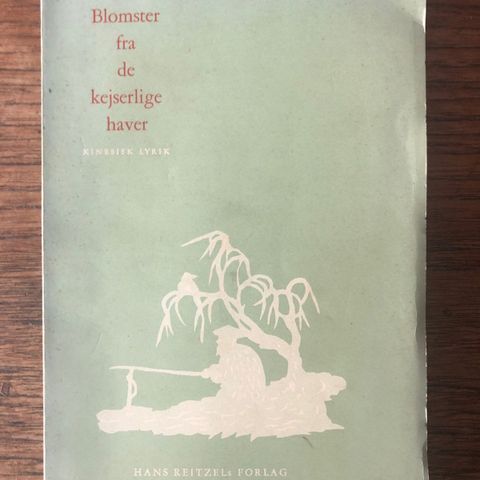 Blomster
fra
de
kejserlige
haver
KINESISK LYRIK
HANS REITZELs FORLAG